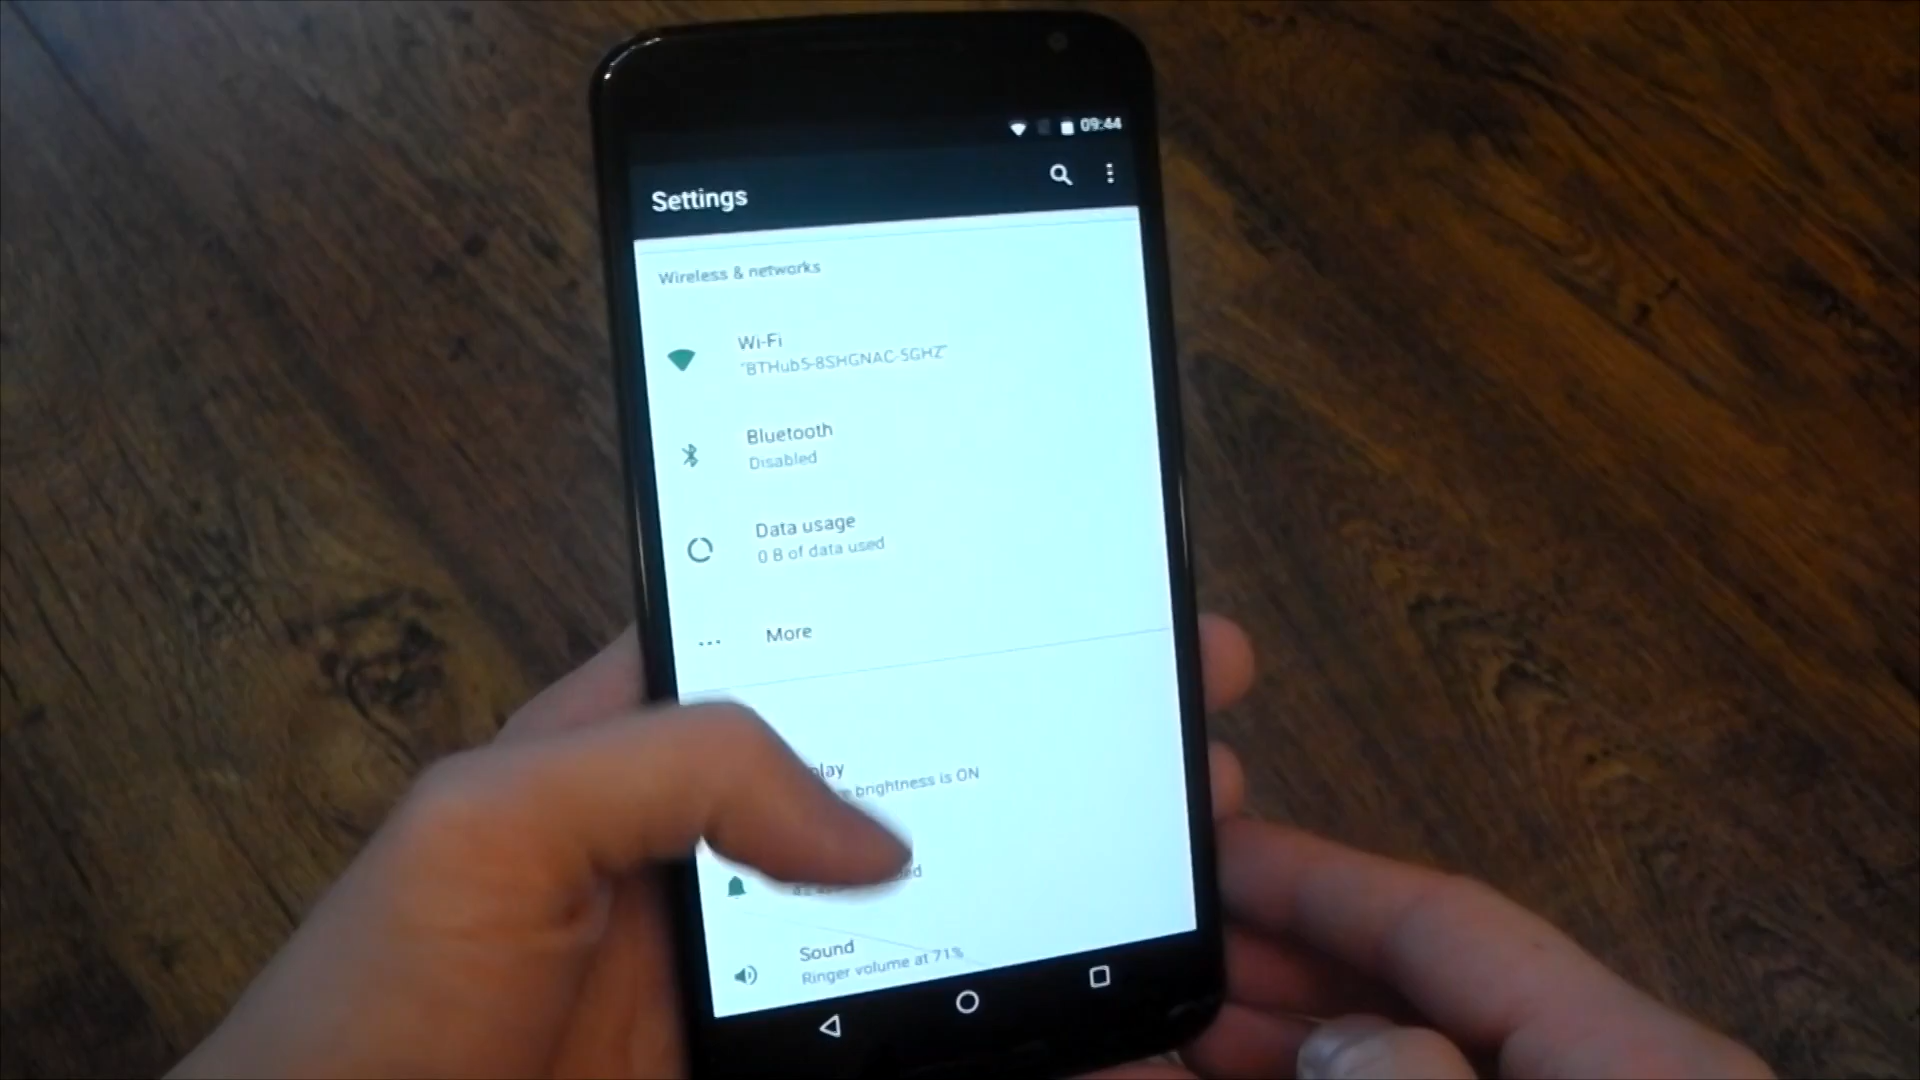 09:44
Settings
Wireless & networks
Wi-Fi
"BTHub5-8SHGNAC-5GHZ"
Bluetooth
Disabled
Data usage
0 B of data used
More
brightness is ON
Sound
Ringer volume at 71%